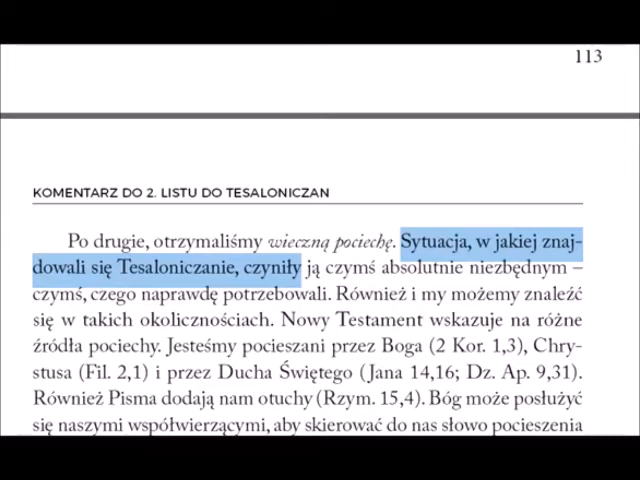 113
KOMENTARZ DO 2. LISTU DO TESALONICZAN
Po drugie, otrzymaliśmy wieczną pociechę. Sytuacja, w jakiej znaj-
dowali się Tesaloniczanie, czyniły ją czymś absolutnie niezbędnym –
czymś, czego naprawdę potrzebowali. Również i my możemy znaleźć
się w takich okolicznościach. Nowy Testament wskazuje na różne
źródła pociechy. Jesteśmy pocieszani przez Boga (2 Kor. 1,3), Chry-
stusa (Fil. 2,1) i przez Ducha Świętego (Jana 14,16; Dz. Ap. 9,31).
Również Pisma dodają nam otuchy (Rzym. 15,4). Bóg może posłużyć
się naszymi współwierzącymi, aby skierować do nas słowo pocieszenia